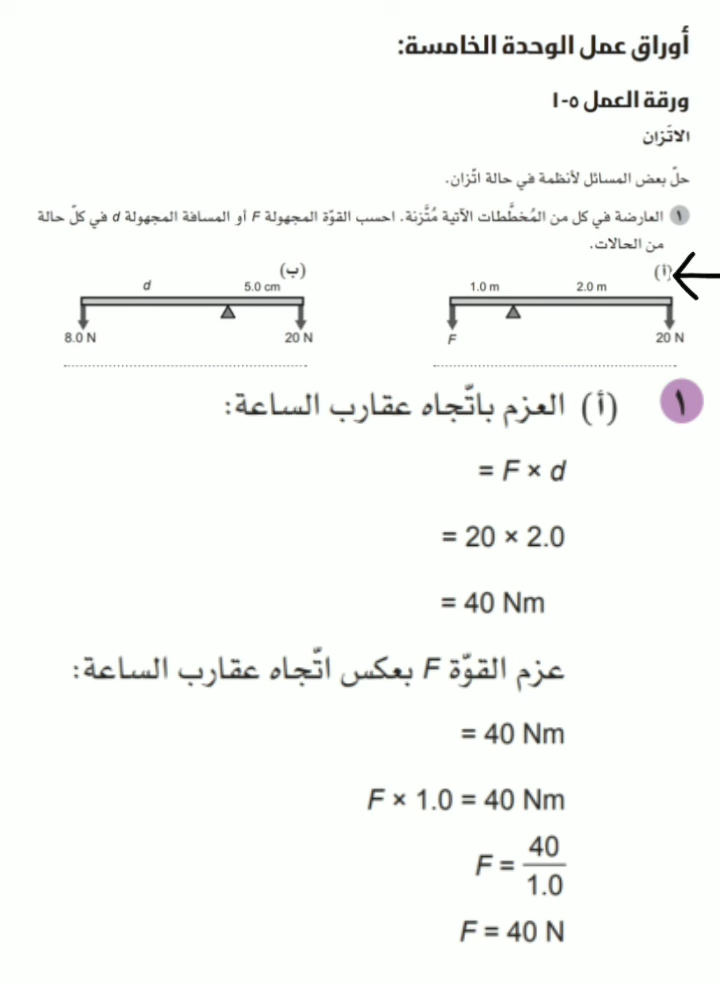 أوراق عمل الوحدة الخامسة:
ورقة العمل ٥-١
الاتّزان
حلّ بعض المسائل لأنظمة في حالة اتّزان.
١ العارضة في كل من المُخطَّطات الآتية مُتَّزنة. احسب القوّة المجهولة F أو المسافة المجهولة d في كلّ حالة
من الحالات.
(أ)
1.0 m 2.0 m
F 20 N
(ب)
d 5.0 cm
8.0 N 20 N
١ (أ) العزم باتّجاه عقارب الساعة:
= F × d
= 20 × 2.0
= 40 Nm
عزم القوّة F بعكس اتّجاه عقارب الساعة:
= 40 Nm
F × 1.0 = 40 Nm
F = 40/1.0
F = 40 N